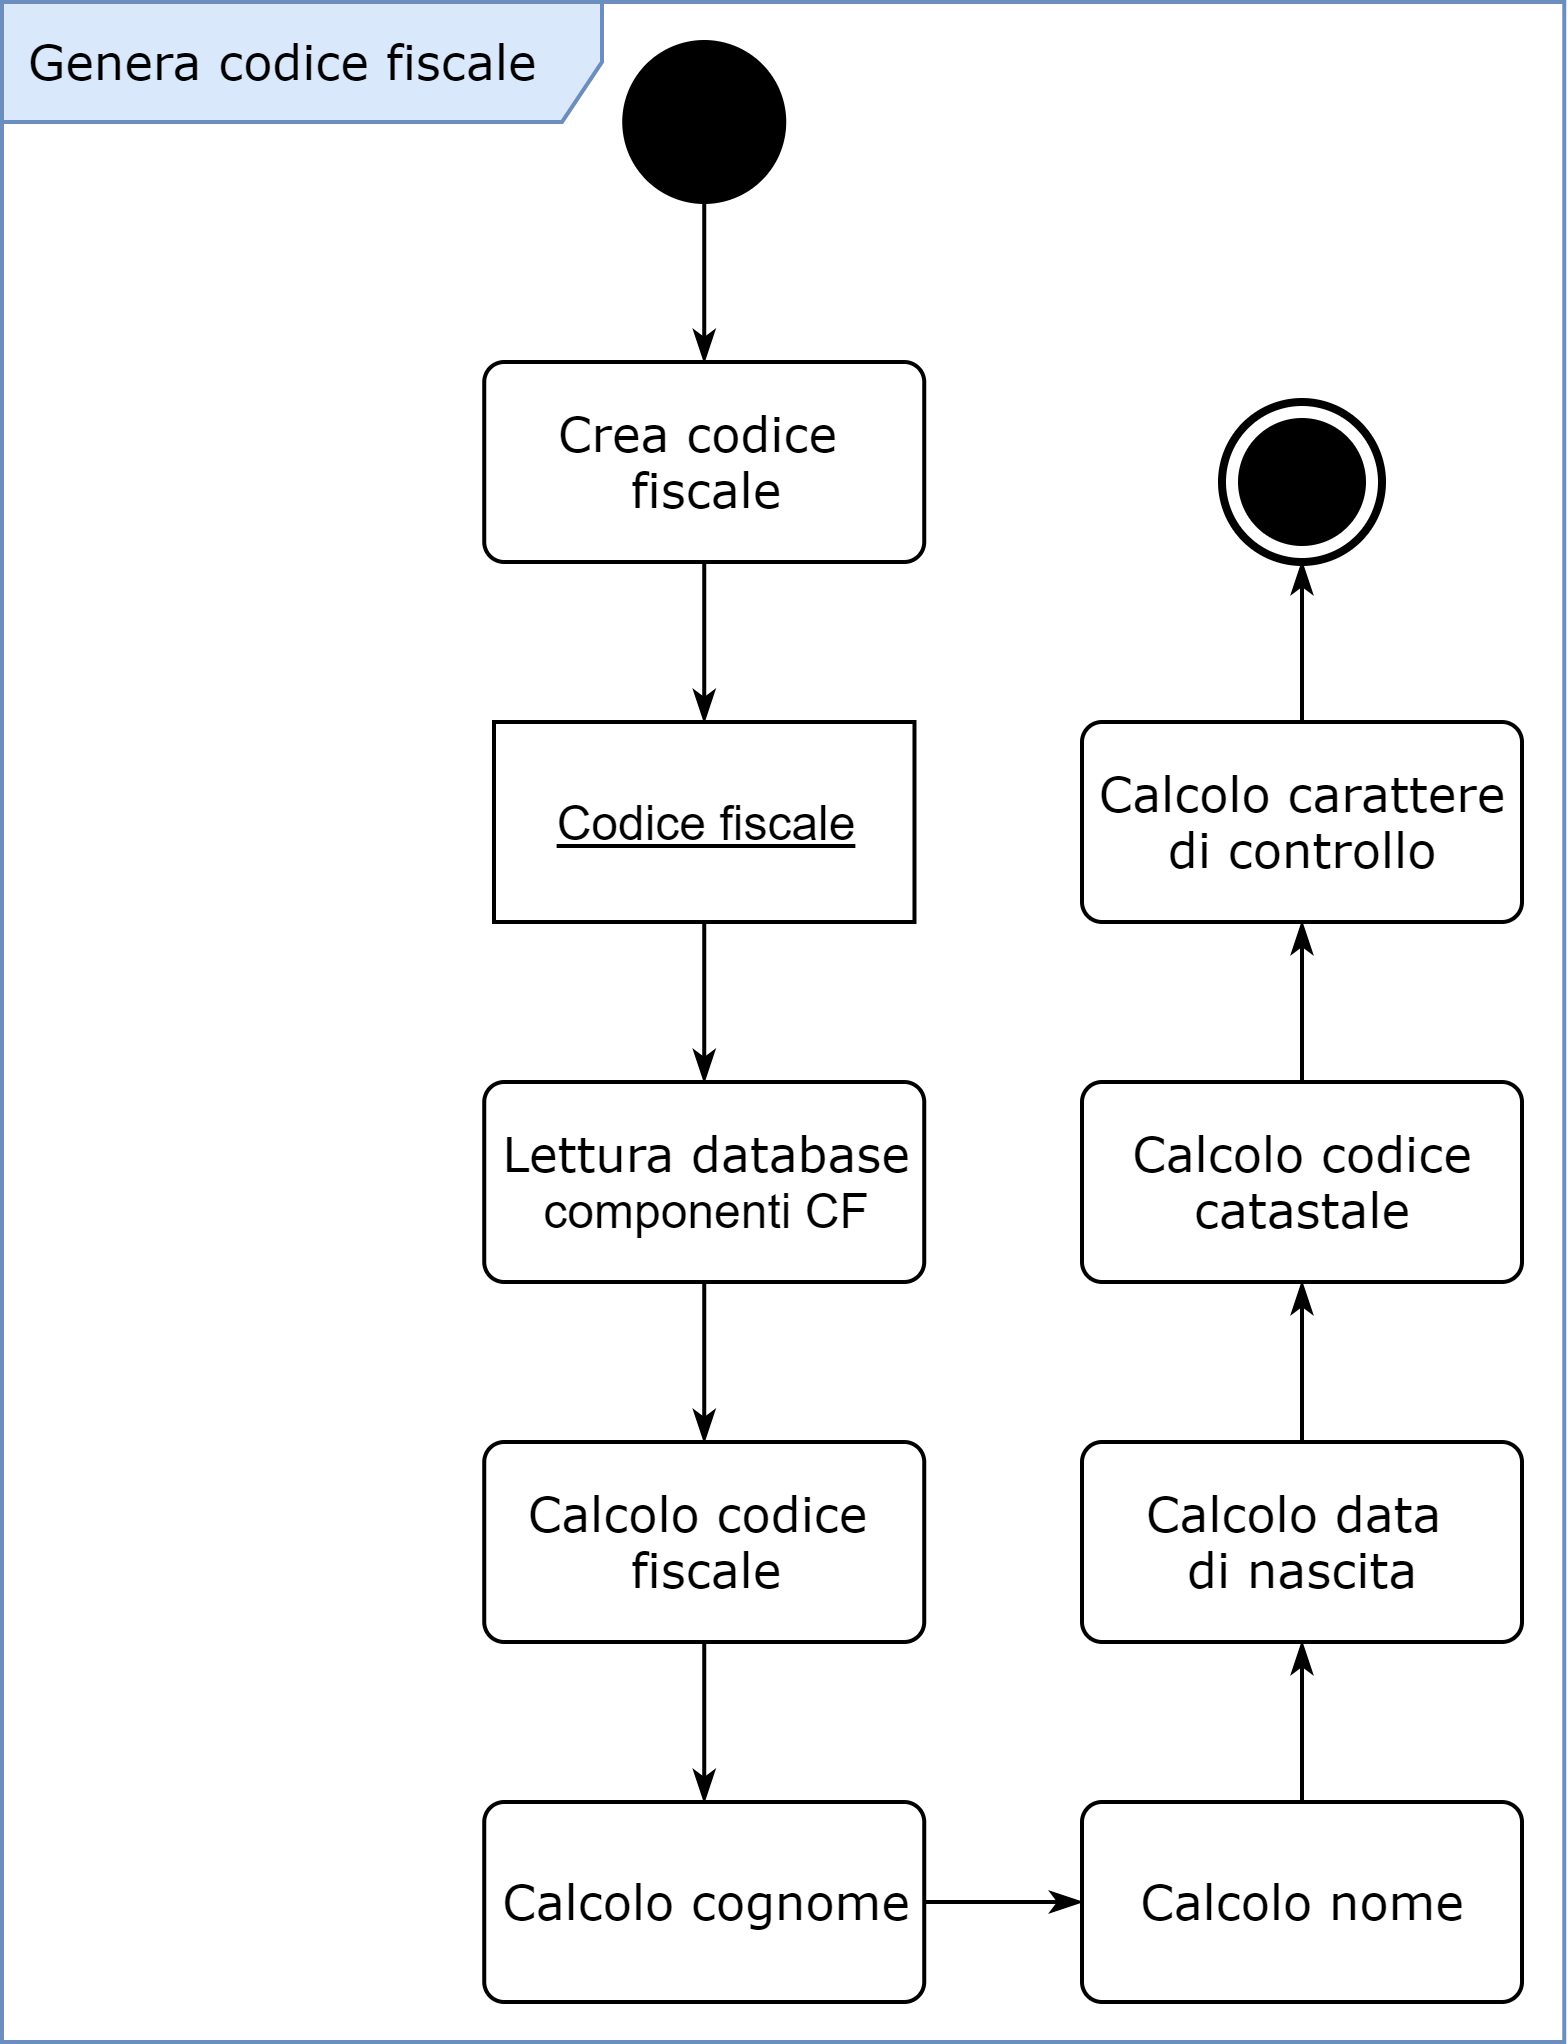 Genera codice fiscale
Crea codice
fiscale
Codice fiscale
Lettura database
componenti CF
Calcolo codice
fiscale
Calcolo cognome
Calcolo nome
Calcolo data
di nascita
Calcolo codice
catastale
Calcolo carattere
di controllo